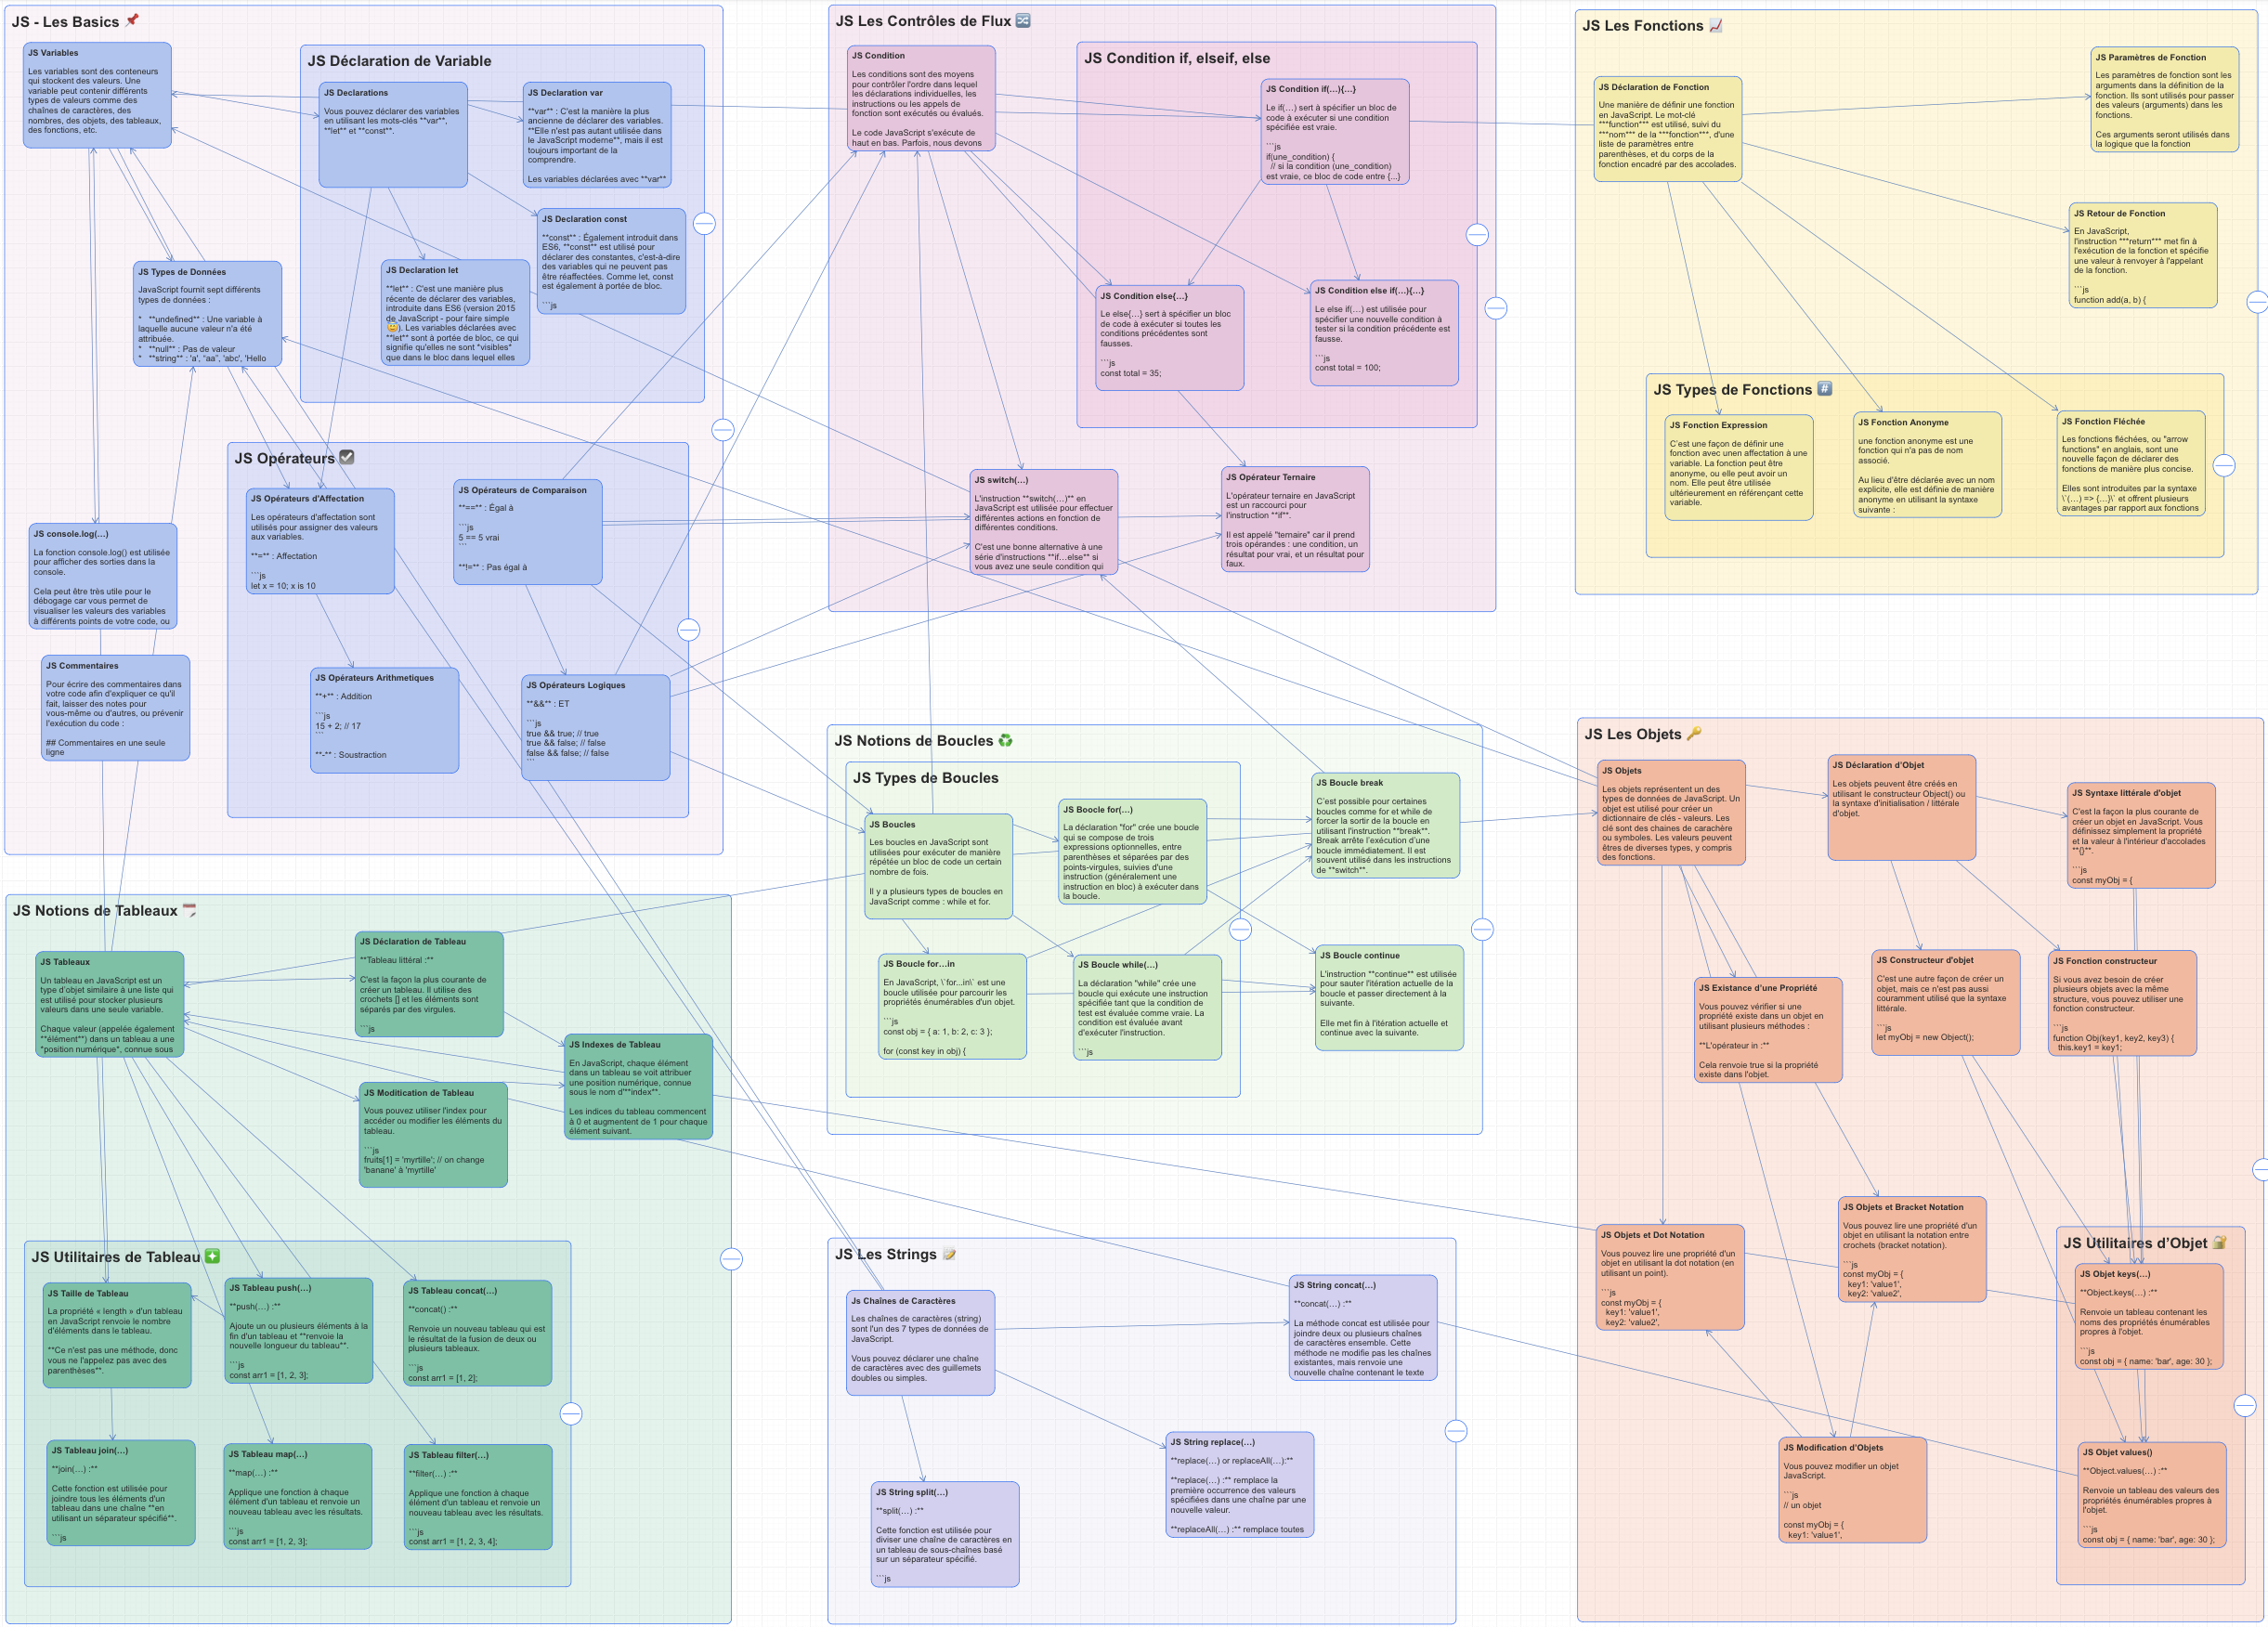 JS - Les Basics
JS Variables
Les variables sont des conteneurs
qui stockent des valeurs. Une
variable peut contenir différents
types de valeurs comme des
chaînes de caractères, des
nombres, des objets, des tableaux,
des fonctions, etc.
JS Déclaration de Variable
JS Declarations
Vous pouvez déclarer des variables
en utilisant les mots-clés **var**,
**let** et **const**.
JS Declaration var
**var** : C'est la manière la plus
ancienne de déclarer des variables.
**Elle n'est pas autant utilisée dans
le JavaScript moderne**, mais il est
toujours important de la
comprendre.
Les variables déclarées avec **var**
JS Declaration const
**const** : Également introduit dans
ES6, **const** est utilisé pour
déclarer des constantes, c'est-à-dire
des variables qui ne peuvent pas
être réaffectées. Comme let, const
est également à portée de bloc.
```js
JS Declaration let
**let** : C'est une manière plus
récente de déclarer des variables,
introduite dans ES6 (version 2015
de JavaScript - pour faire simple
😇). Les variables déclarées avec
**let** sont à portée de bloc, ce qui
signifie qu'elles ne sont *visibles*
que dans le bloc dans lequel elles
JS Types de Données
JavaScript fournit sept différents
types de données :
* **undefined** : Une variable à
laquelle aucune valeur n'a été
attribuée.
* **null** : Pas de valeur
* **string** : 'a', "aa", 'abc', 'Hello
JS Opérateurs
JS Opérateurs d'Affectation
Les opérateurs d'affectation sont
utilisés pour assigner des valeurs
aux variables.
**=** : Affectation
```js
let x = 10; x is 10
JS Opérateurs de Comparaison
**==** : Égal à
```js
5 == 5 vrai
```
**!=** : Pas égal à
JS Opérateurs Arithmetiques
**+** : Addition
```js
15 + 2; // 17
```
**-** : Soustraction
JS Opérateurs Logiques
**&&** : ET
```js
true && true; // true
true && false; // false
false && false; // false
```
JS console.log(…)
La fonction console.log() est utilisée
pour afficher des sorties dans la
console.
Cela peut être très utile pour le
débogage car vous permet de
visualiser les valeurs des variables
à différents points de votre code, ou
JS Commentaires
Pour écrire des commentaires dans
votre code afin d'expliquer ce qu'il
fait, laisser des notes pour
vous-même ou d'autres, ou prévenir
l'exécution du code :
## Commentaires en une seule
ligne
JS Les Contrôles de Flux
JS Condition
Les conditions sont des moyens
pour contrôler l'ordre dans lequel
les déclarations individuelles, les
instructions ou les appels de
fonction sont exécutés ou évalués.
Le code JavaScript s'exécute de
haut en bas. Parfois, nous devons
JS Condition if, elseif, else
JS Condition if(…){…}
Le if(…) sert à spécifier un bloc de
code à exécuter si une condition
spécifiée est vraie.
```js
if(une_condition) {
// si la condition (une_condition)
est vraie, ce bloc de code entre {...}
JS Condition else{…}
Le else{…} sert à spécifier un bloc
de code à exécuter si toutes les
conditions précédentes sont
fausses.
```js
const total = 35;
JS Condition else if(…){…}
Le else if(…) est utilisée pour
spécifier une nouvelle condition à
tester si la condition précédente est
fausse.
```js
const total = 100;
JS switch(…)
L'instruction **switch(…)** en
JavaScript est utilisée pour effectuer
différentes actions en fonction de
différentes conditions.
C'est une bonne alternative à une
série d'instructions **if…else** si
vous avez une seule condition qui
JS Opérateur Ternaire
L'opérateur ternaire en JavaScript
est un raccourci pour
l'instruction **if**.
Il est appelé "ternaire" car il prend
trois opérandes : une condition, un
résultat pour vrai, et un résultat pour
faux.
JS Les Fonctions
JS Déclaration de Fonction
Une manière de définir une fonction
en JavaScript. Le mot-clé
***function*** est utilisé, suivi du
***nom*** de la ***fonction***, d'une
liste de paramètres entre
parenthèses, et du corps de la
fonction encadré par des accolades.
JS Paramètres de Fonction
Les paramètres de fonction sont les
arguments dans la définition de la
fonction. Ils sont utilisés pour passer
des valeurs (arguments) dans les
fonctions.
Ces arguments seront utilisés dans
la logique que la fonction
JS Retour de Fonction
En JavaScript,
l'instruction ***return*** met fin à
l'exécution de la fonction et spécifie
une valeur à renvoyer à l'appelant
de la fonction.
```js
function add(a, b) {
JS Types de Fonctions
JS Fonction Expression
C'est une façon de définir une
fonction avec unen affectation à une
variable. La fonction peut être
anonyme, ou elle peut avoir un
nom. Elle peut être utilisée
ultérieurement en référençant cette
variable.
JS Fonction Anonyme
une fonction anonyme est une
fonction qui n'a pas de nom
associé.
Au lieu d'être déclarée avec un nom
explicite, elle est définie de manière
anonyme en utilisant la syntaxe
suivante :
JS Fonction Fléchée
Les fonctions fléchées, ou "arrow
functions" en anglais, sont une
nouvelle façon de déclarer des
fonctions de manière plus concise.
Elles sont introduites par la syntaxe
\`(…) => {…}\` et offrent plusieurs
avantages par rapport aux fonctions
JS Notions de Tableaux
JS Tableaux
Un tableau en JavaScript est un
type d'objet similaire à une liste qui
est utilisé pour stocker plusieurs
valeurs dans une seule variable.
Chaque valeur (appelée également
**élément**) dans un tableau a une
*position numérique*, connue sous
JS Déclaration de Tableau
**Tableau littéral :**
C'est la façon la plus courante de
créer un tableau. Il utilise des
crochets [] et les éléments sont
séparés par des virgules.
```js
JS Indexes de Tableau
En JavaScript, chaque élément
dans un tableau se voit attribuer
une position numérique, connue
sous le nom d'**index**.
Les indices du tableau commencent
à 0 et augmentent de 1 pour chaque
élément suivant.
JS Moditication de Tableau
Vous pouvez utiliser l'index pour
accéder ou modifier les éléments du
tableau.
```js
fruits[1] = 'myrtille'; // on change
'banane' à 'myrtille'
JS Utilitaires de Tableau
JS Taille de Tableau
La propriété « length » d'un tableau
en JavaScript renvoie le nombre
d'éléments dans le tableau.
**Ce n'est pas une méthode, donc
vous ne l'appelez pas avec des
parenthèses**.
JS Tableau push(…)
**push(…) :**
Ajoute un ou plusieurs éléments à la
fin d'un tableau et **renvoie la
nouvelle longueur du tableau**.
```js
const arr1 = [1, 2, 3];
JS Tableau concat(…)
**concat() :**
Renvoie un nouveau tableau qui est
le résultat de la fusion de deux ou
plusieurs tableaux.
```js
const arr1 = [1, 2];
JS Tableau join(…)
**join(…) :**
Cette fonction est utilisée pour
joindre tous les éléments d'un
tableau dans une chaîne **en
utilisant un séparateur spécifié**.
```js
JS Tableau map(…)
**map(…) :**
Applique une fonction à chaque
élément d'un tableau et renvoie un
nouveau tableau avec les résultats.
```js
const arr1 = [1, 2, 3];
JS Tableau filter(…)
**filter(…) :**
Applique une fonction à chaque
élément d'un tableau et renvoie un
nouveau tableau avec les résultats.
```js
const arr1 = [1, 2, 3, 4];
JS Notions de Boucles
JS Types de Boucles
JS Boucles
Les boucles en JavaScript sont
utilisées pour exécuter de manière
répétée un bloc de code un certain
nombre de fois.
Il y a plusieurs types de boucles en
JavaScript comme : while et for.
JS Boocle for(…)
La déclaration "for" crée une boucle
qui se compose de trois
expressions optionnelles, entre
parenthèses et séparées par des
points-virgules, suivies d'une
instruction (généralement une
instruction en bloc) à exécuter dans
la boucle.
JS Boucle break
C'est possible pour certaines
boucles comme for et while de
forcer la sortir de la boucle en
utilisant l'instruction **break**.
Break arrête l'exécution d'une
boucle immédiatement. Il est
souvent utilisé dans les instructions
de **switch**.
JS Boucle for…in
En JavaScript, \`for...in\` est une
boucle utilisée pour parcourir les
propriétés énumérables d'un objet.
```js
const obj = { a: 1, b: 2, c: 3 };
for (const key in obj) {
JS Boucle while(…)
La déclaration "while" crée une
boucle qui exécute une instruction
spécifiée tant que la condition de
test est évaluée comme vraie. La
condition est évaluée avant
d'exécuter l'instruction.
```js
JS Boucle continue
L'instruction **continue** est utilisée
pour sauter l'itération actuelle de la
boucle et passer directement à la
suivante.
Elle met fin à l'itération actuelle et
continue avec la suivante.
JS Les Strings
Js Chaînes de Caractères
Les chaînes de caractères (string)
sont l'un des 7 types de données de
JavaScript.
Vous pouvez déclarer une chaîne
de caractères avec des guillemets
doubles ou simples.
JS String concat(…)
**concat(…) :**
La méthode concat est utilisée pour
joindre deux ou plusieurs chaînes
de caractères ensemble. Cette
méthode ne modifie pas les chaînes
existantes, mais renvoie une
nouvelle chaîne contenant le texte
JS String replace(…)
**replace(…) or replaceAll(…):**
**replace(…) :** remplace la
première occurrence des valeurs
spécifiées dans une chaîne par une
nouvelle valeur.
**replaceAll(…) :** remplace toutes
JS String split(…)
**split(…) :**
Cette fonction est utilisée pour
diviser une chaîne de caractères en
un tableau de sous-chaînes basé
sur un séparateur spécifié.
```js
JS Les Objets
JS Objets
Les objets représentent un des
types de données de JavaScript. Un
objet est utilisé pour créer un
dictionnaire de clés - valeurs. Les
clé sont des chaines de carachère
ou symboles. Les valeurs peuvent
êtres de diverses types, y compris
des fonctions.
JS Déclaration d'Objet
Les objets peuvent être créés en
utilisant le constructeur Object() ou
la syntaxe d'initialisation / littérale
d'objet.
JS Syntaxe littérale d'objet
C'est la façon la plus courante de
créer un objet en JavaScript. Vous
définissez simplement la propriété
et la valeur à l'intérieur d'accolades
**{}**.
```js
const myObj = {
JS Existance d'une Propriété
Vous pouvez vérifier si une
propriété existe dans un objet en
utilisant plusieurs méthodes :
**L'opérateur in :**
Cela renvoie true si la propriété
existe dans l'objet.
JS Constructeur d'objet
C'est une autre façon de créer un
objet, mais ce n'est pas aussi
couramment utilisé que la syntaxe
littérale.
```js
let myObj = new Object();
JS Fonction constructeur
Si vous avez besoin de créer
plusieurs objets avec la même
structure, vous pouvez utiliser une
fonction constructeur.
```js
function Obj(key1, key2, key3) {
this.key1 = key1;
JS Objets et Dot Notation
Vous pouvez lire une propriété d'un
objet en utilisant la dot notation (en
utilisant un point).
```js
const myObj = {
key1: 'value1',
key2: 'value2',
JS Objets et Bracket Notation
Vous pouvez lire une propriété d'un
objet en utilisant la notation entre
crochets (bracket notation).
```js
const myObj = {
key1: 'value1',
key2: 'value2',
JS Modification d'Objets
Vous pouvez modifier un objet
JavaScript.
```js
// un objet
const myObj = {
key1: 'value1',
JS Utilitaires d'Objet
JS Objet keys(…)
**Object.keys(…) :**
Renvoie un tableau contenant les
noms des propriétés énumérables
propres à l'objet.
```js
const obj = { name: 'bar', age: 30 };
JS Objet values()
**Object.values(…) :**
Renvoie un tableau des valeurs des
propriétés énumérables propres à
l'objet.
```js
const obj = { name: 'bar', age: 30 };